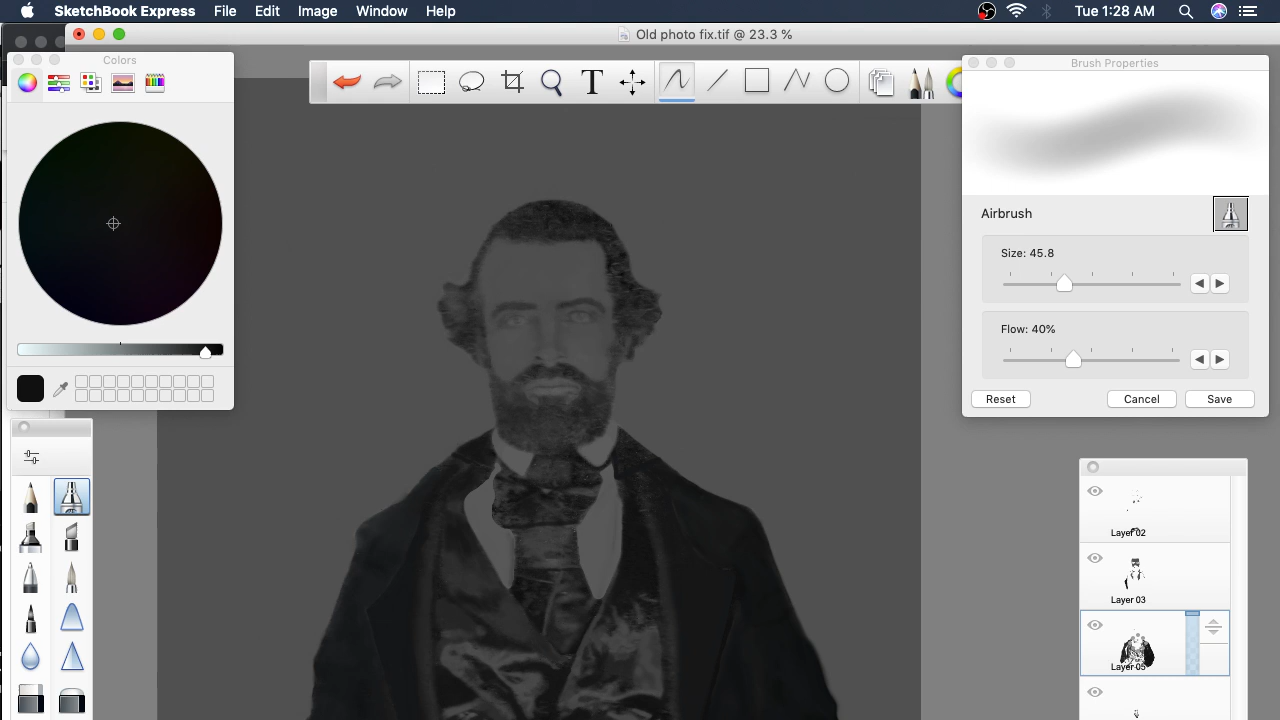 SketchBook Express File Edit Image Window Help Tue 1:28 AM
Old photo fix.tif @ 23.3 %
Colors
T
Brush Properties
Airbrush
Size: 45.8
Flow: 40%
Reset Cancel Save
Layer 02
Layer 03
Layer 05